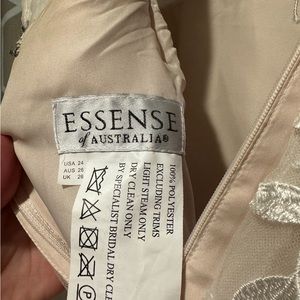 ESSENSE
of AUSTRALIA®
USA 24
AUS 28
UK 28
100% POLYESTER
EXCLUDING TRIMS
LIGHT STEAM ONLY
DRY CLEAN ONLY
BY SPECIALIST BRIDAL DRY CLE
P